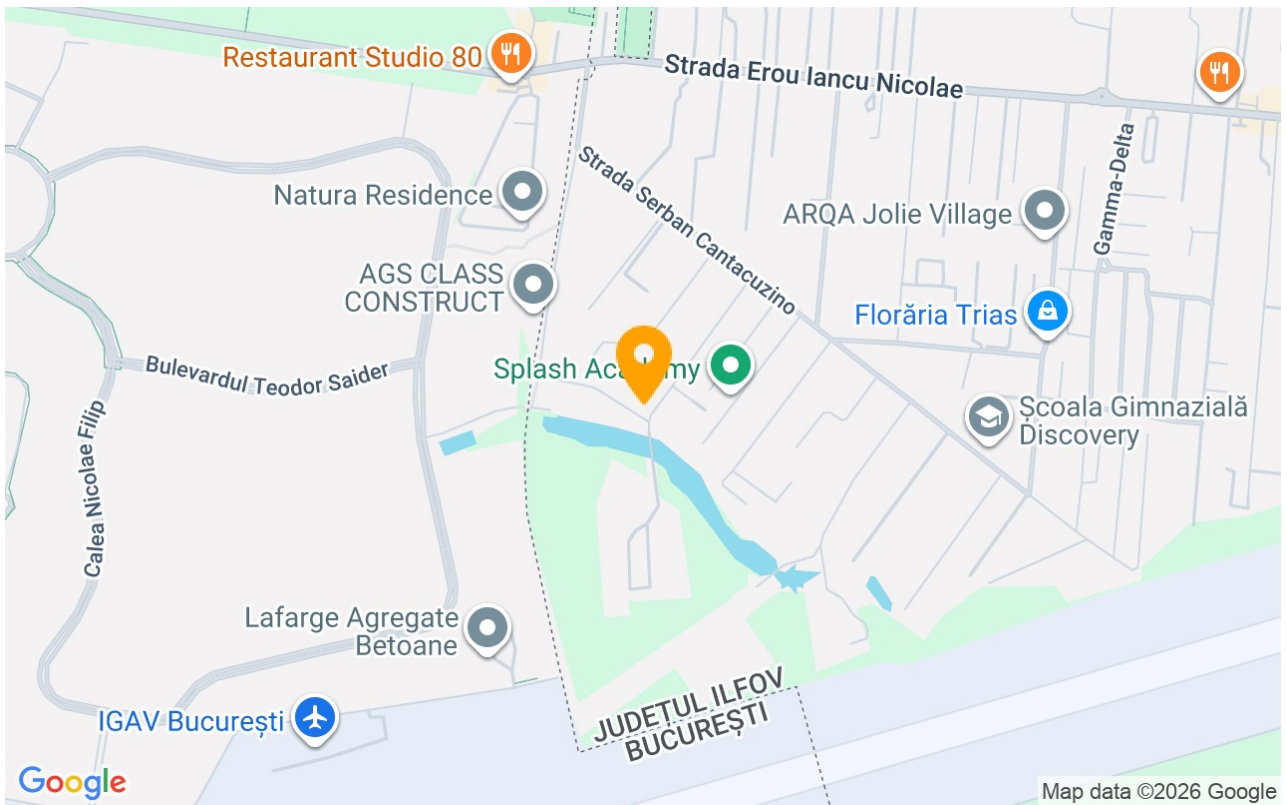 Restaurant Studio 80
Strada Erou Iancu Nicolae
Strada Serban Cantacuzino
Gamma-Delta
Natura Residence
ARQA Jolie Village
AGS CLASS
CONSTRUCT
Florăria Trias
Bulevardul Teodor Saider
Splash Academy
Calea Nicolae Filip
Școala Gimnazială
Discovery
Lafarge Agregate
Betoane
JUDEȚUL ILFOV
BUCUREȘTI
IGAV București
Google
Map data ©2026 Google